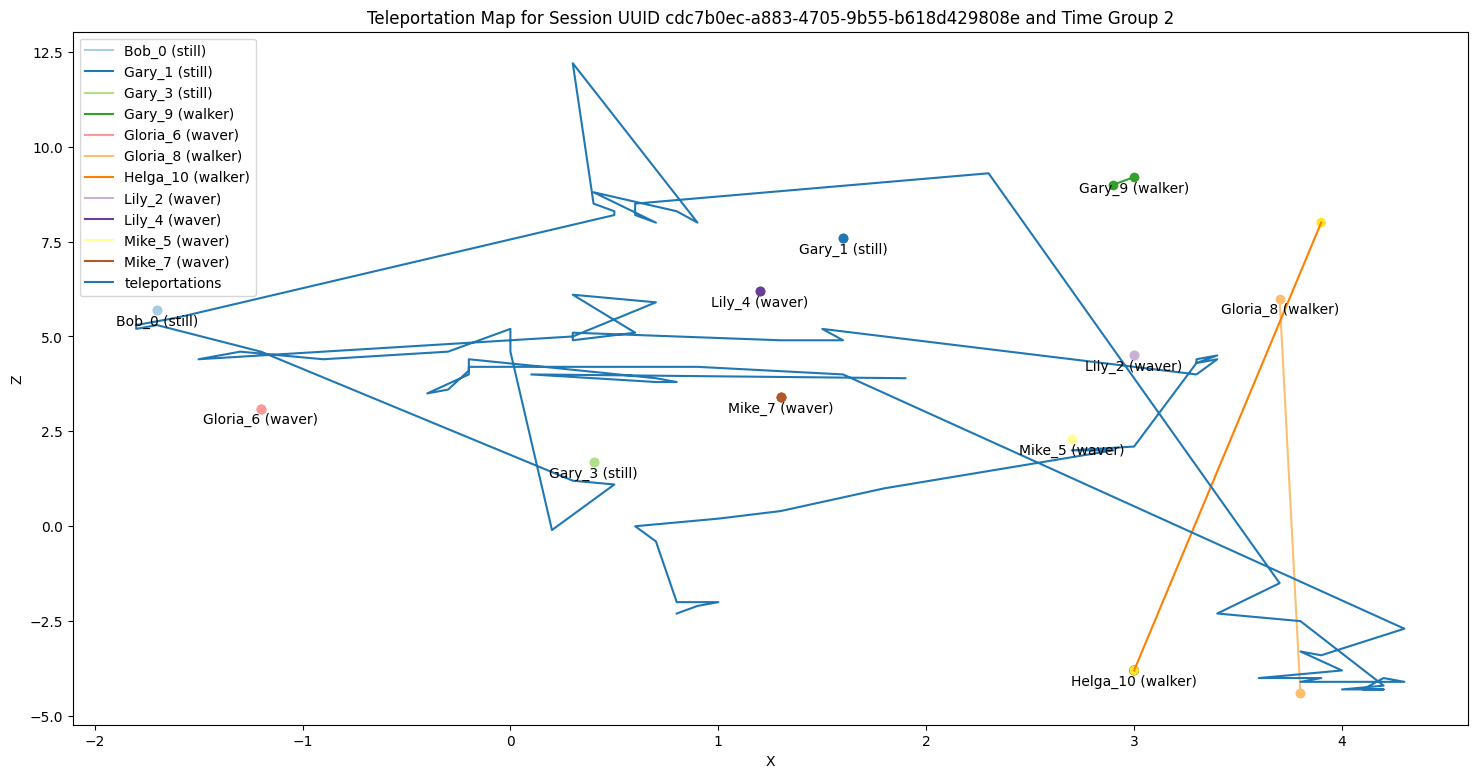 Teleportation Map for Session UUID cdc7b0ec-a883-4705-9b55-b618d429808e and Time Group 2
Bob_0 (still)
Gary_1 (still)
Gary_3 (still)
Gary_9 (walker)
Gloria_6 (waver)
Gloria_8 (walker)
Helga_10 (walker)
Lily_2 (waver)
Lily_4 (waver)
Mike_5 (waver)
Mike_7 (waver)
teleportations
12.5
10.0
7.5
5.0
2.5
0.0
−2.5
−5.0
Z
Gary_9 (walker)
Gary_1 (still)
Lily_4 (waver)
Gloria_8 (walker)
Bob_0 (still)
Lily_2 (waver)
Mike_7 (waver)
Gloria_6 (waver)
Mike_5 (waver)
Gary_3 (still)
Helga_10 (walker)
−2
−1
0
1
2
3
4
X